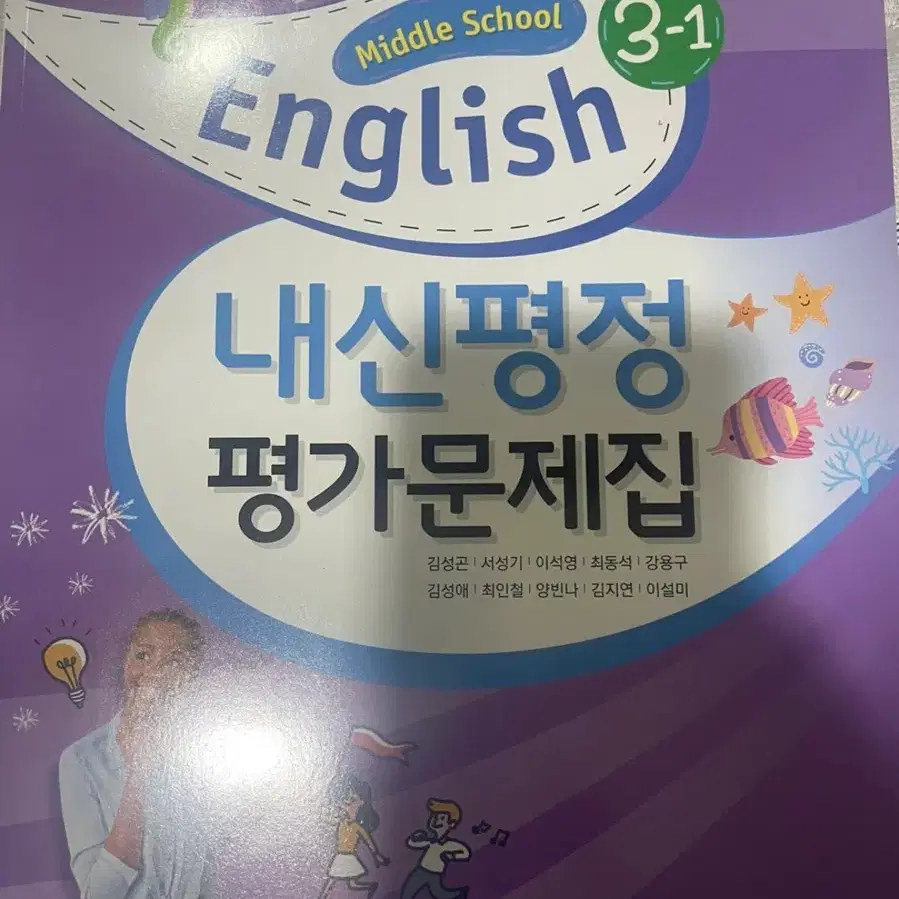 Middle School
3-1
English
내신평정
평가문제집
김성곤 | 서성기 | 이석영 | 최동석 | 강용구
김성애 | 최인철 | 양빈나 | 김지연 | 이설미